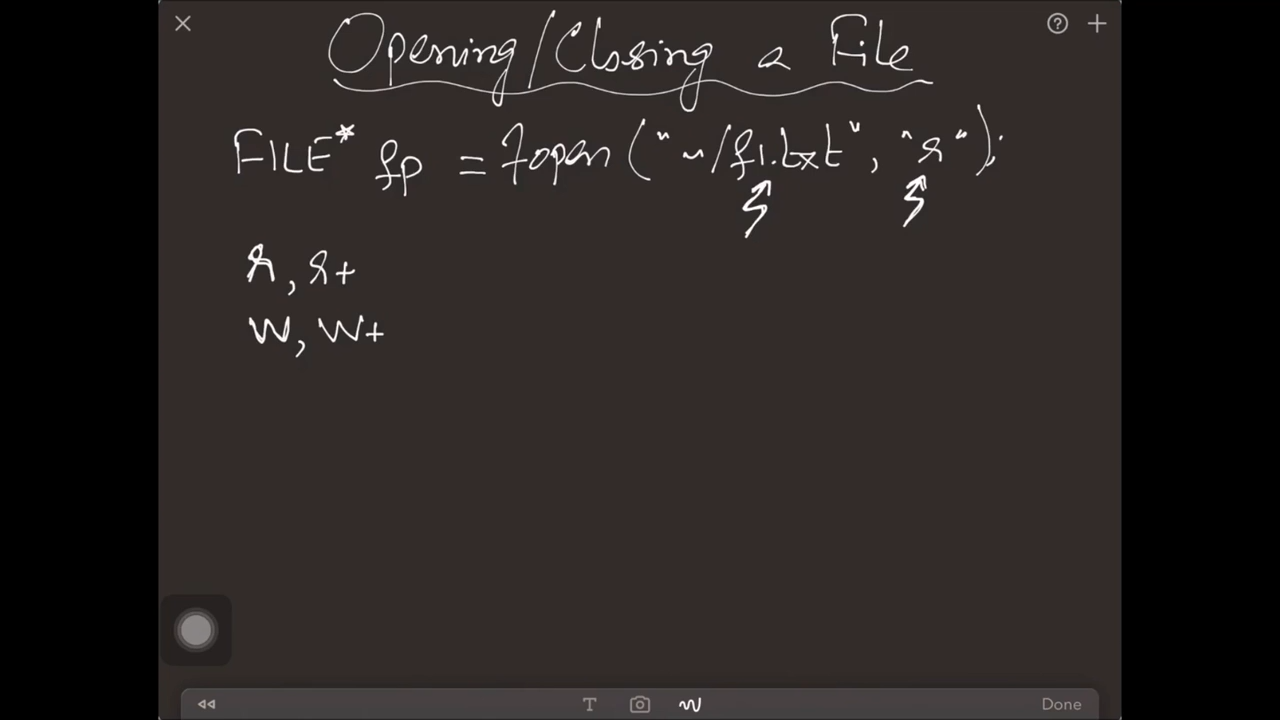 Opening/Closing a File
FILE* fp = fopen("~/f1.txt", "r");
r, r+
w, w+
T
Done